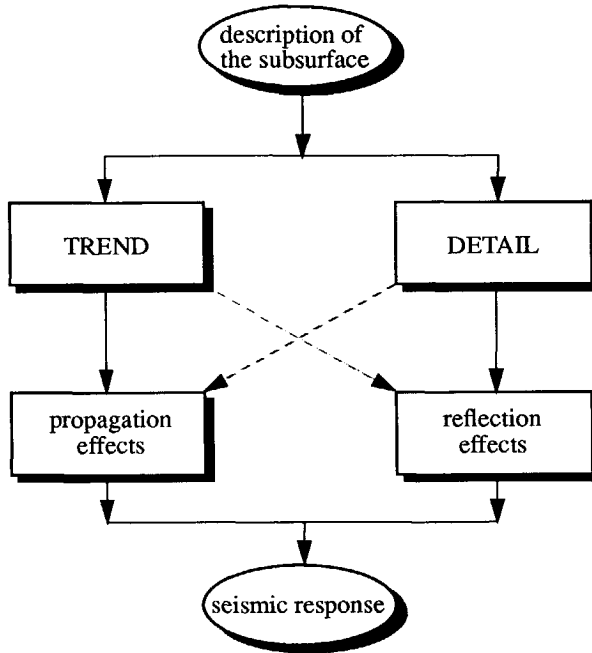 description of
the subsurface
TREND
DETAIL
propagation
effects
reflection
effects
seismic response